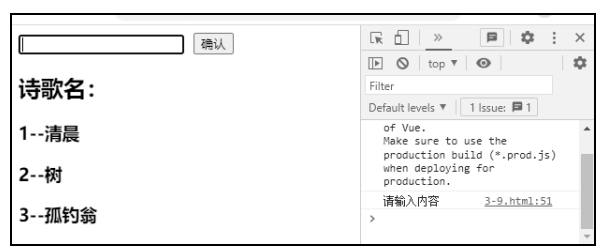 确认
诗歌名：
1--清晨
2--树
3--孤钓翁
top ▼
Filter
Default levels ▼ 1 Issue: 1
of Vue.
Make sure to use the
production build (*.prod.js)
when deploying for
production.
请输入内容 3-9.html:51